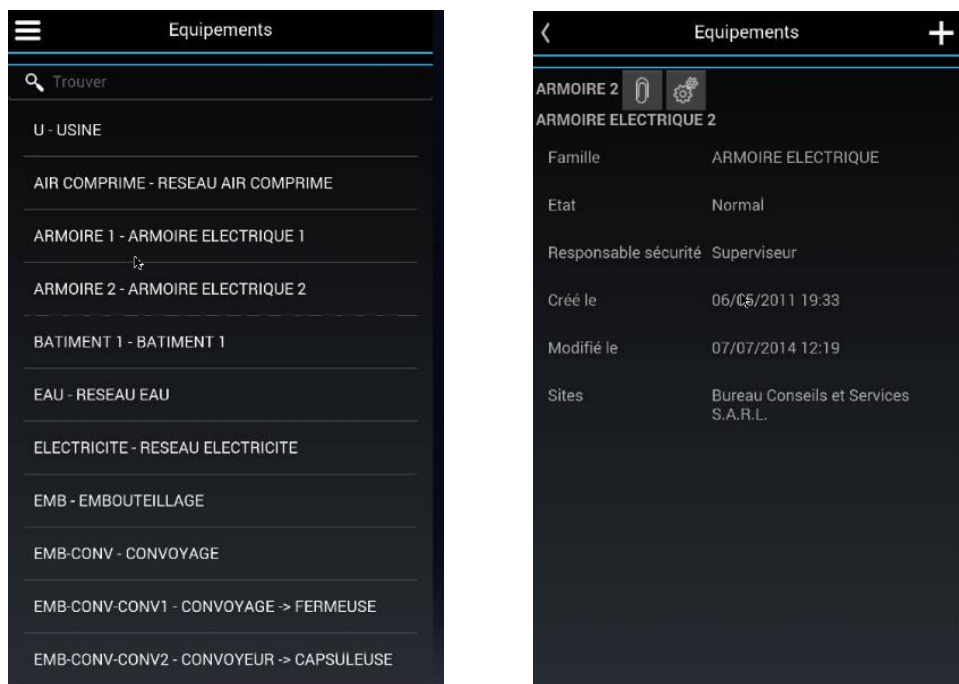 Equipements
Trouver
U - USINE
AIR COMPRIME - RESEAU AIR COMPRIME
ARMOIRE 1 - ARMOIRE ELECTRIQUE 1
ARMOIRE 2 - ARMOIRE ELECTRIQUE 2
BATIMENT 1 - BATIMENT 1
EAU - RESEAU EAU
ELECTRICITE - RESEAU ELECTRICITE
EMB - EMBOUTEILLAGE
EMB-CONV - CONVOYAGE
EMB-CONV-CONV1 - CONVOYAGE -> FERMEUSE
EMB-CONV-CONV2 - CONVOYEUR -> CAPSULEUSE
Equipements
ARMOIRE 2
ARMOIRE ELECTRIQUE 2
Famille ARMOIRE ELECTRIQUE
Etat Normal
Responsable sécurité Superviseur
Créé le 06/05/2011 19:33
Modifié le 07/07/2014 12:19
Sites Bureau Conseils et Services
S.A.R.L.